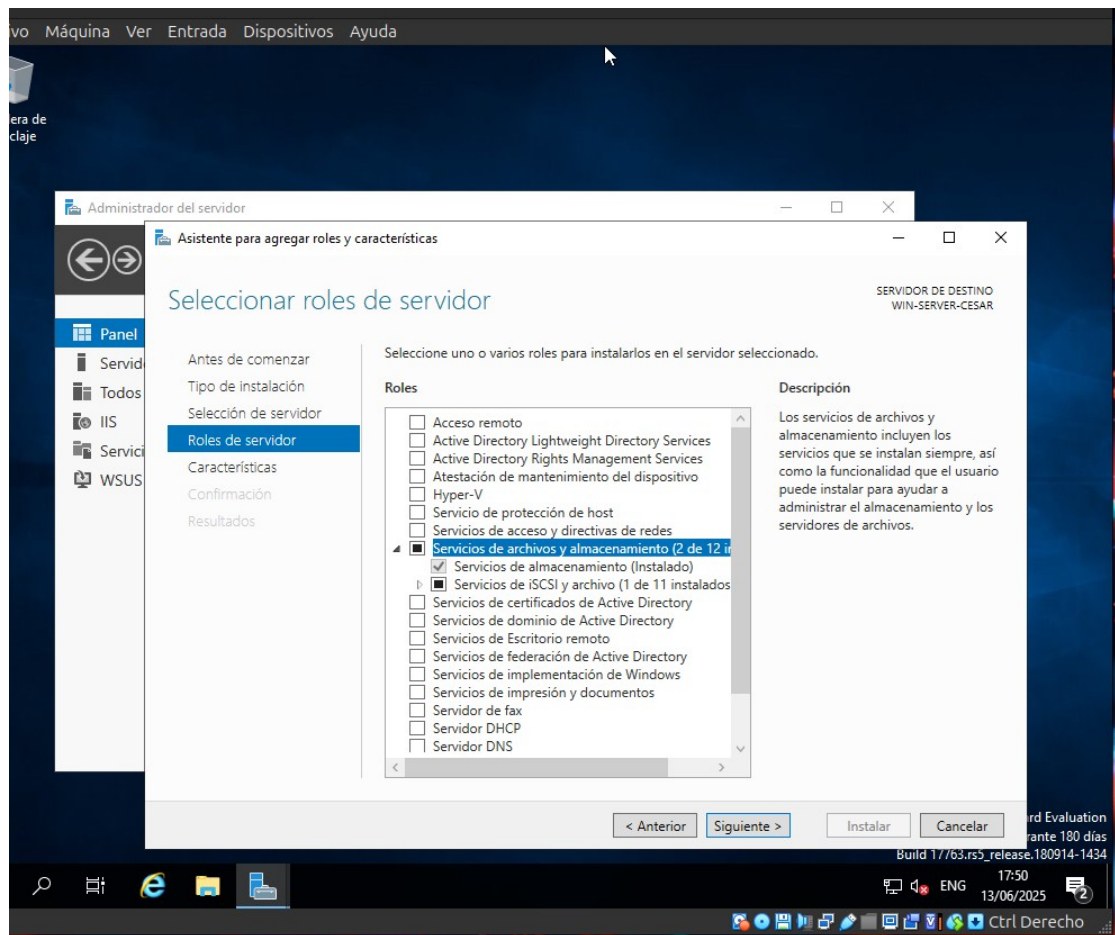 ivo Máquina Ver Entrada Dispositivos Ayuda
era de
claje
Administrador del servidor
Asistente para agregar roles y características
Seleccionar roles de servidor
SERVIDOR DE DESTINO
WIN-SERVER-CESAR
Panel
Servid
Todos
IIS
Servici
WSUS
Antes de comenzar
Tipo de instalación
Selección de servidor
Roles de servidor
Características
Confirmación
Resultados
Seleccione uno o varios roles para instalarlos en el servidor seleccionado.
Roles
Acceso remoto
Active Directory Lightweight Directory Services
Active Directory Rights Management Services
Atestación de mantenimiento del dispositivo
Hyper-V
Servicio de protección de host
Servicios de acceso y directivas de redes
Servicios de archivos y almacenamiento (2 de 12 in
Servicios de almacenamiento (Instalado)
Servicios de iSCSI y archivo (1 de 11 instalados
Servicios de certificados de Active Directory
Servicios de dominio de Active Directory
Servicios de Escritorio remoto
Servicios de federación de Active Directory
Servicios de implementación de Windows
Servicios de impresión y documentos
Servidor de fax
Servidor DHCP
Servidor DNS
Descripción
Los servicios de archivos y
almacenamiento incluyen los
servicios que se instalan siempre, así
como la funcionalidad que el usuario
puede instalar para ayudar a
administrar el almacenamiento y los
servidores de archivos.
< Anterior Siguiente > Instalar Cancelar
rd Evaluation
rante 180 días
Build 17763.rs5_release.180914-1434
ENG
17:50
13/06/2025
2
Ctrl Derecho